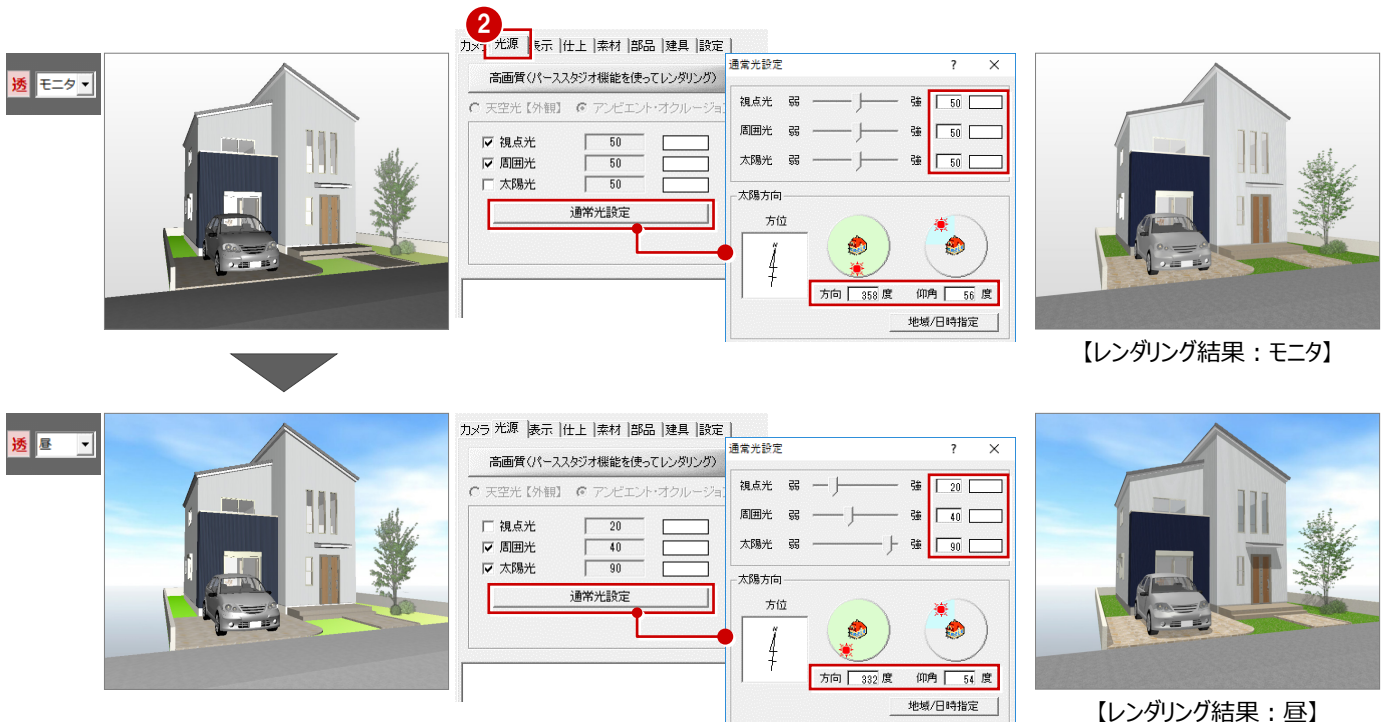 2
透 モニタ
カメラ 光源 表示 仕上 素材 部品 建具 設定
高画質(パーススタジオ機能を使ってレンダリング)
天空光【外観】 アンビエント・オクルージョ
視点光 50
周囲光 50
太陽光 50
通常光設定
通常光設定 ? ×
視点光 弱 強 50
周囲光 弱 強 50
太陽光 弱 強 50
太陽方向
方位
N
方向 358 度 仰角 56 度
地域/日時指定
【レンダリング結果:モニタ】
透 昼
カメラ 光源 表示 仕上 素材 部品 建具 設定
高画質(パーススタジオ機能を使ってレンダリング)
天空光【外観】 アンビエント・オクルージョ
視点光 20
周囲光 40
太陽光 90
通常光設定
通常光設定 ? ×
視点光 弱 強 20
周囲光 弱 強 40
太陽光 弱 強 90
太陽方向
方位
N
方向 332 度 仰角 54 度
地域/日時指定
【レンダリング結果:昼】